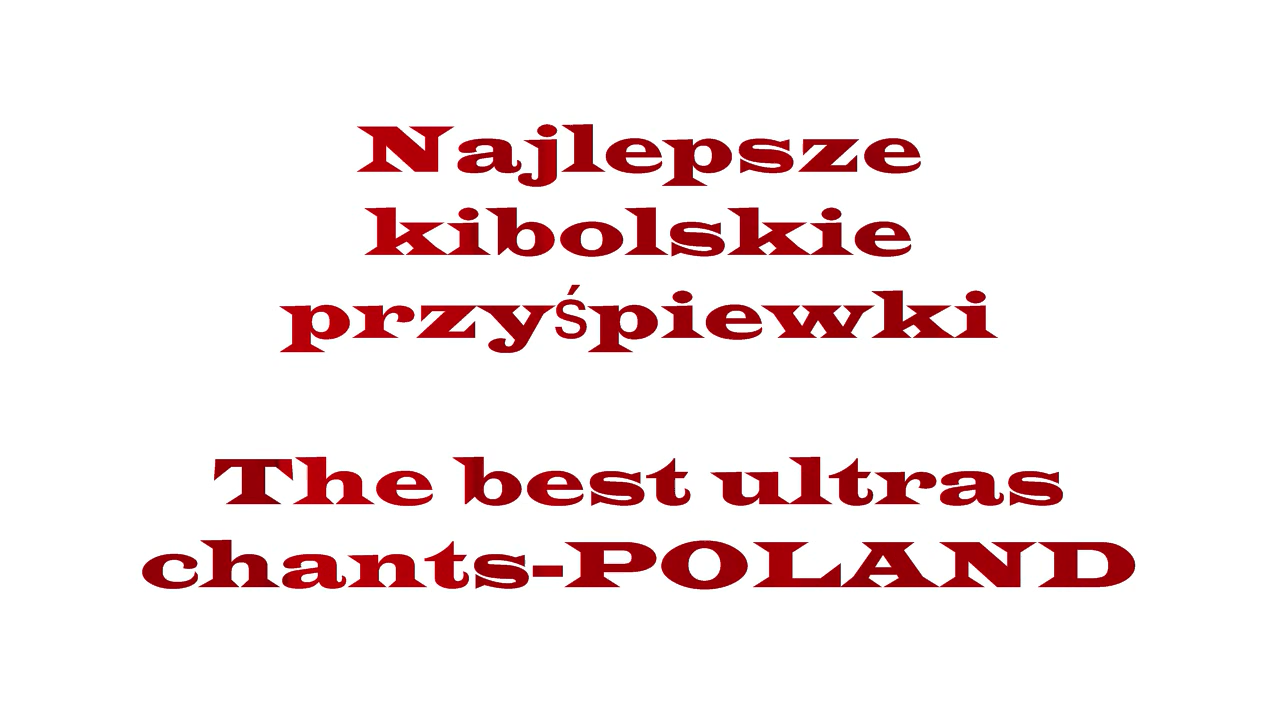 Najlepsze
kibolskie
przyśpiewki
The best ultras
chants-POLAND